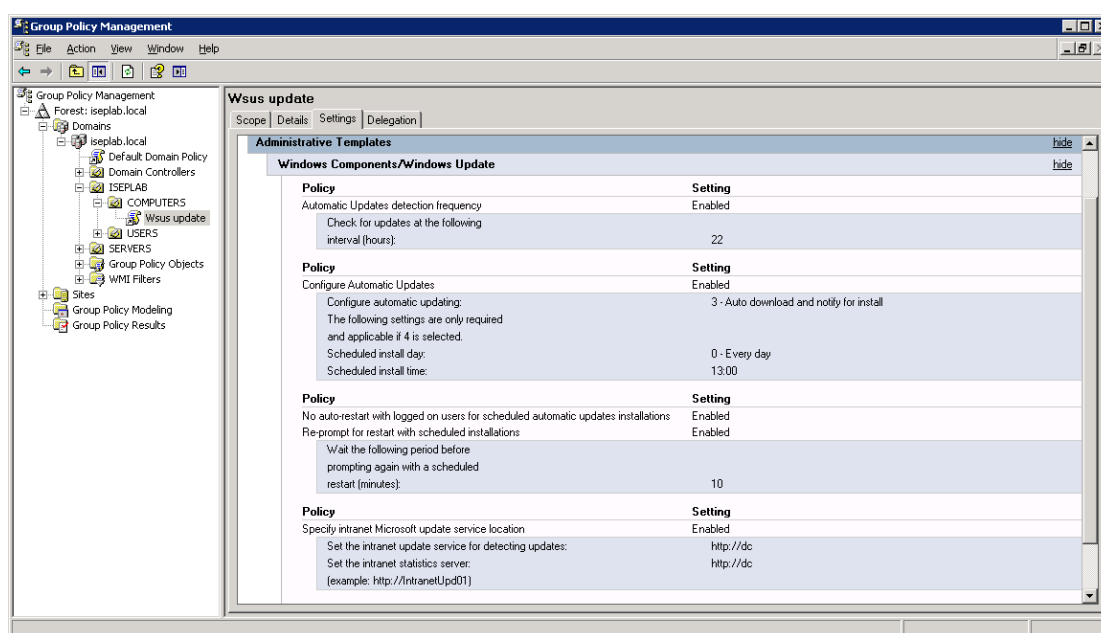 Group Policy Management
File Action View Window Help
Group Policy Management
Forest: iseplab.local
Domains
iseplab.local
Default Domain Policy
Domain Controllers
ISEPLAB
COMPUTERS
Wsus update
USERS
SERVERS
Group Policy Objects
WMI Filters
Sites
Group Policy Modeling
Group Policy Results
Wsus update
Scope Details Settings Delegation
Administrative Templates hide
Windows Components/Windows Update hide
Policy Setting
Automatic Updates detection frequency Enabled
Check for updates at the following
interval (hours): 22
Policy Setting
Configure Automatic Updates Enabled
Configure automatic updating: 3 - Auto download and notify for install
The following settings are only required
and applicable if 4 is selected.
Scheduled install day: 0 - Every day
Scheduled install time: 13:00
Policy Setting
No auto-restart with logged on users for scheduled automatic updates installations Enabled
Re-prompt for restart with scheduled installations Enabled
Wait the following period before
prompting again with a scheduled
restart (minutes): 10
Policy Setting
Specify intranet Microsoft update service location Enabled
Set the intranet update service for detecting updates: http://dc
Set the intranet statistics server: http://dc
(example: http://IntranetUpd01)